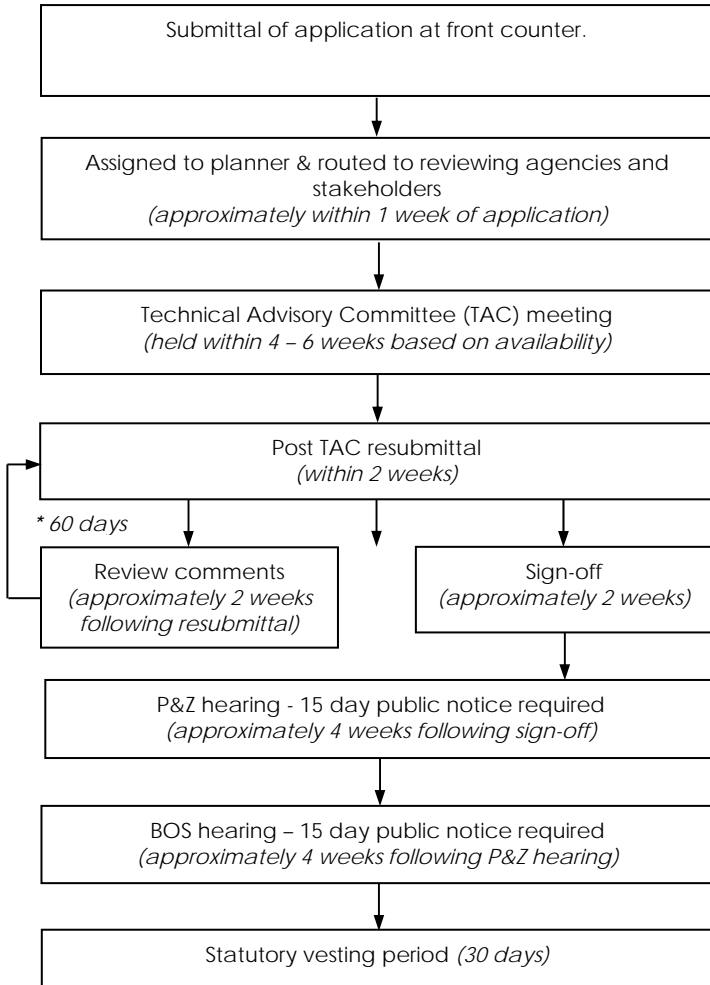 Submittal of application at front counter.
Assigned to planner & routed to reviewing agencies and
stakeholders
(approximately within 1 week of application)
Technical Advisory Committee (TAC) meeting
(held within 4 – 6 weeks based on availability)
Post TAC resubmittal
(within 2 weeks)
* 60 days
Review comments
(approximately 2 weeks
following resubmittal)
Sign-off
(approximately 2 weeks)
P&Z hearing - 15 day public notice required
(approximately 4 weeks following sign-off)
BOS hearing – 15 day public notice required
(approximately 4 weeks following P&Z hearing)
Statutory vesting period (30 days)